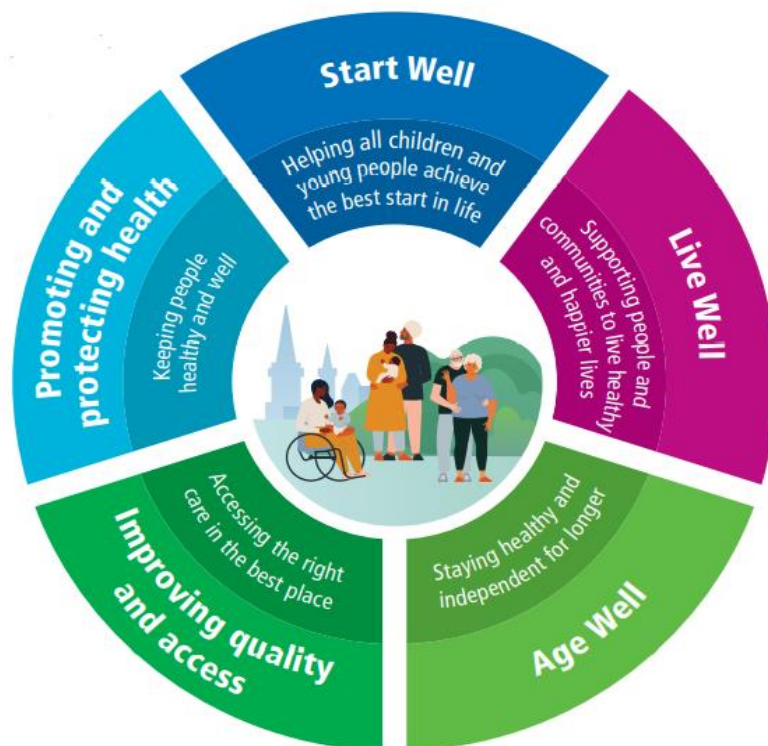 Start Well
Helping all children and
young people achieve
the best start in life
Live Well
Supporting people and
communities to live healthy
and happier lives
Age Well
Staying healthy and
independent for longer
Improving quality
and access
Accessing the right
care in the best place
Promoting and
protecting health
Keeping people
healthy and well